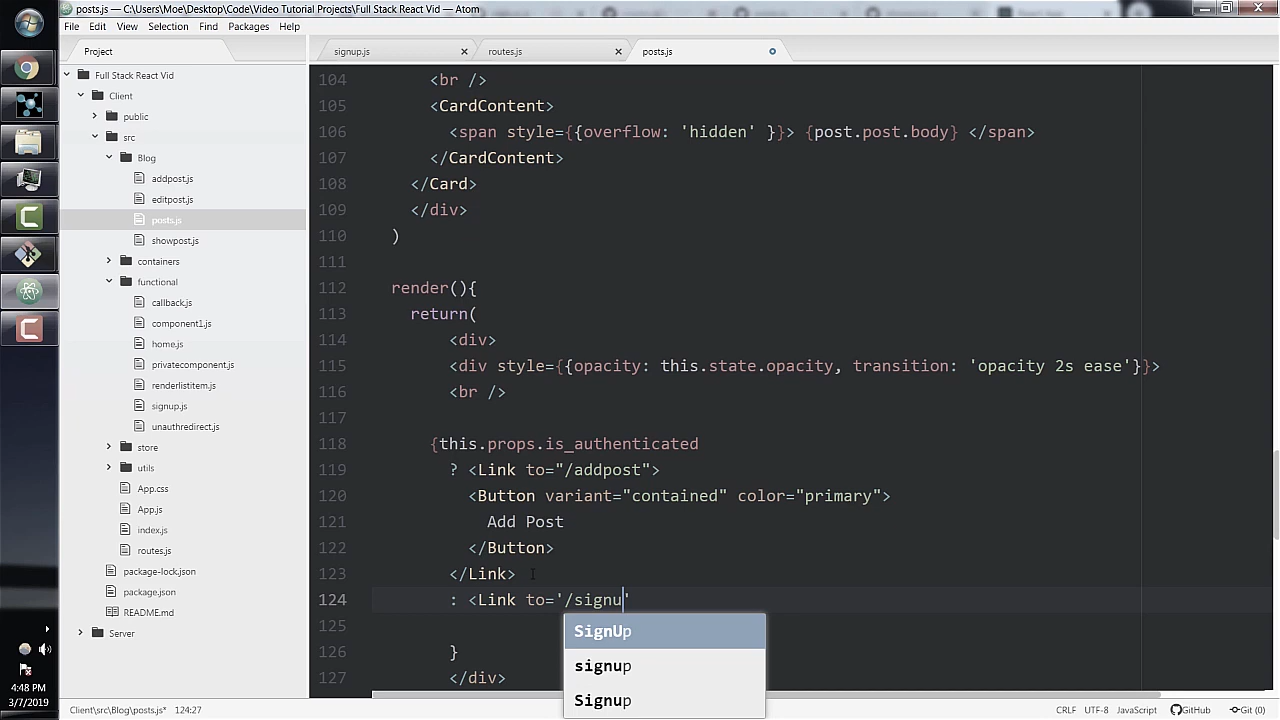 posts.js — C:\Users\Moe\Desktop\Code\Video Tutorial Projects\Full Stack React Vid — Atom
File Edit View Selection Find Packages Help
Project
signup.js
routes.js
posts.js
Full Stack React Vid
Client
public
src
Blog
addpost.js
editpost.js
posts.js
showpost.js
containers
functional
callback.js
component1.js
home.js
privatecomponent.js
renderlistitem.js
signup.js
unauthredirect.js
store
utils
App.css
App.js
index.js
routes.js
package-lock.json
package.json
README.md
Server
104 <br />
105 <CardContent>
106 <span style={{overflow: 'hidden' }}> {post.post.body} </span>
107 </CardContent>
108 </Card>
109 </div>
110 )
111
112 render(){
113 return(
114 <div>
115 <div style={{opacity: this.state.opacity, transition: 'opacity 2s ease'}}>
116 <br />
117
118 {this.props.is_authenticated
119 ? <Link to="/addpost">
120 <Button variant="contained" color="primary">
121 Add Post
122 </Button>
123 </Link>
124 : <Link to='/signu'
125
126 }
127 </div>
SignUp
signup
Signup
4:48 PM
3/7/2019
Client\src\Blog\posts.js* 124:27
CRLF UTF-8 JavaScript GitHub Git (0)